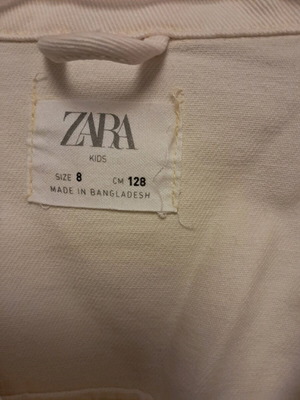 ZARA
KIDS
SIZE 8 CM 128
MADE IN BANGLADESH